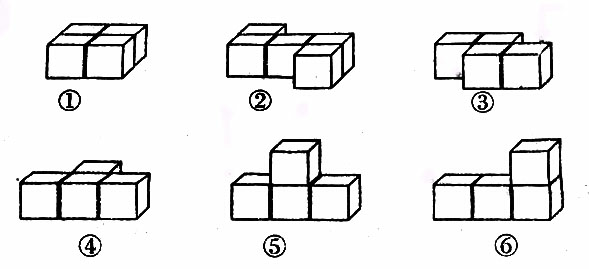 ① ② ③
④ ⑤ ⑥